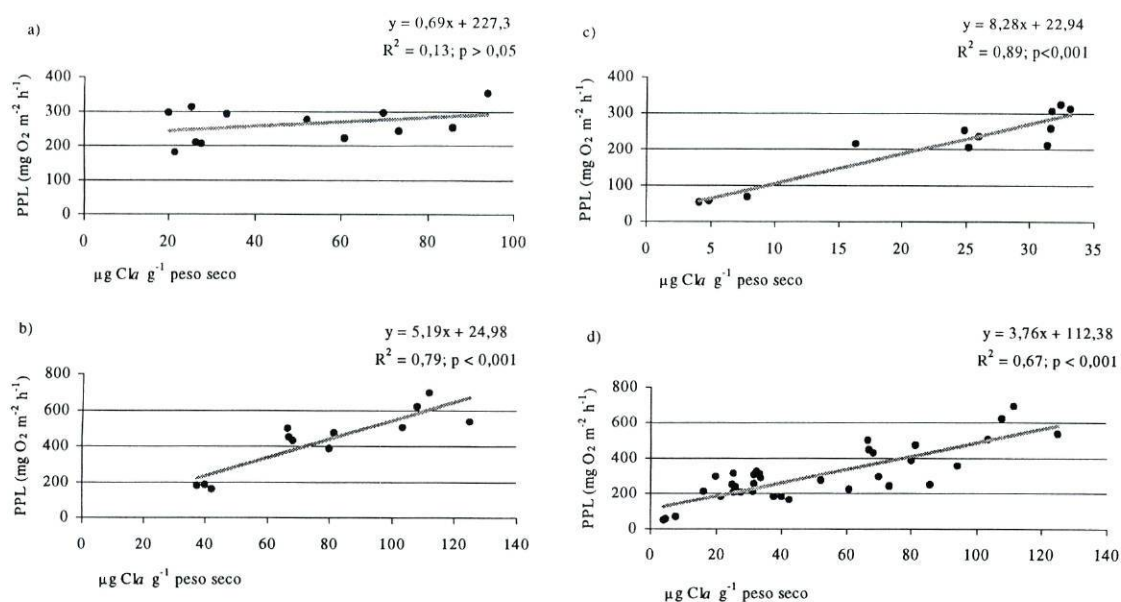 a)
y = 0,69x + 227,3
R² = 0,13; p > 0,05
PPL (mg O₂ m⁻² h⁻¹)
400
300
200
100
0
0 20 40 60 80 100
µg Cla g⁻¹ peso seco
c)
y = 8,28x + 22,94
R² = 0,89; p<0,001
PPL (mg O₂ m⁻² h⁻¹)
400
300
200
100
0
0 5 10 15 20 25 30 35
µg Cla g⁻¹ peso seco
b)
y = 5,19x + 24,98
R² = 0,79; p < 0,001
PPL (mg O₂ m⁻² h⁻¹)
800
600
400
200
0
0 20 40 60 80 100 120 140
µg Cla g⁻¹ peso seco
d)
y = 3,76x + 112,38
R² = 0,67; p < 0,001
PPL (mg O₂ m⁻² h⁻¹)
800
600
400
200
0
0 20 40 60 80 100 120 140
µg Cla g⁻¹ peso seco